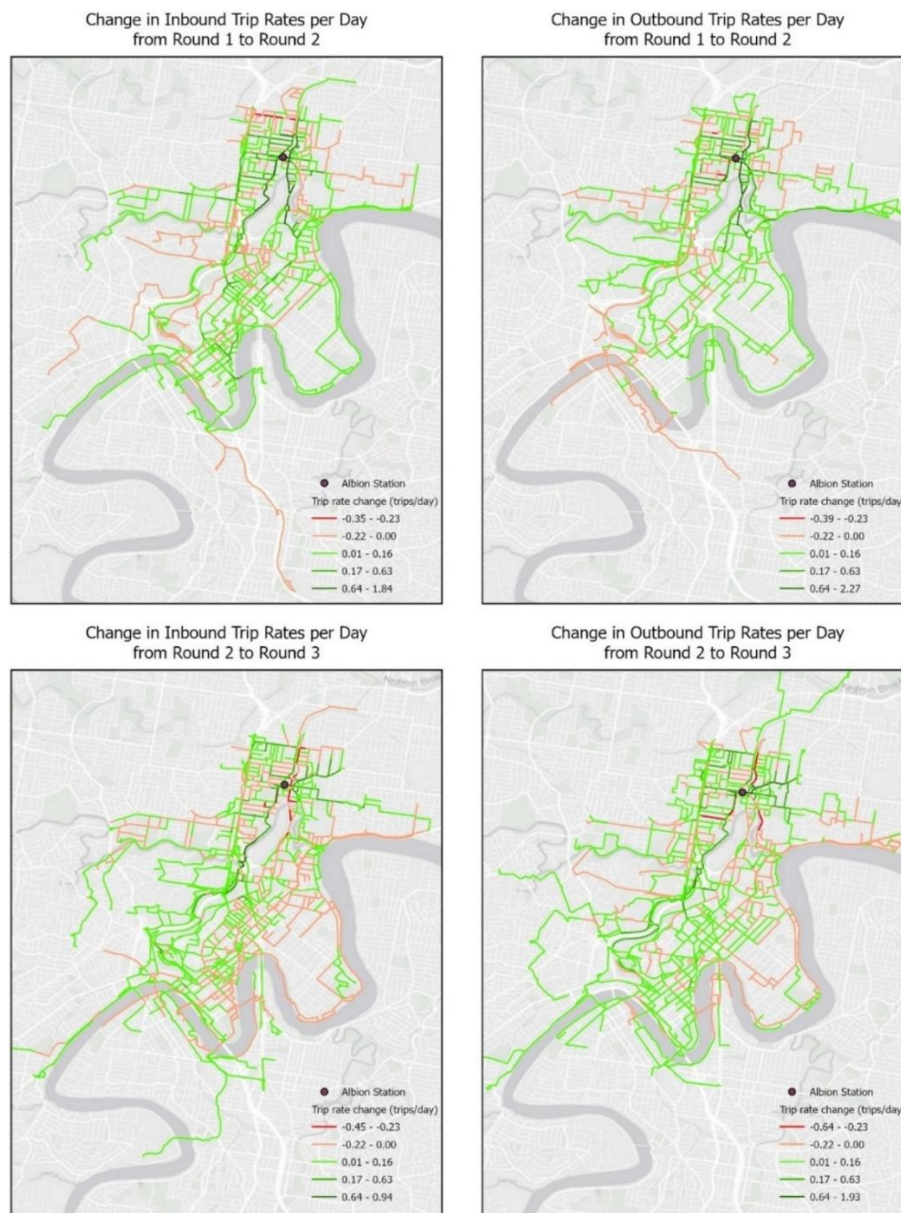 Change in Inbound Trip Rates per Day
from Round 1 to Round 2
Albion Station
Trip rate change (trips/day)
-0.35 - -0.23
-0.22 - 0.00
0.01 - 0.16
0.17 - 0.63
0.64 - 1.84
Change in Outbound Trip Rates per Day
from Round 1 to Round 2
Albion Station
Trip rate change (trips/day)
-0.39 - -0.23
-0.22 - 0.00
0.01 - 0.16
0.17 - 0.63
0.64 - 2.27
Change in Inbound Trip Rates per Day
from Round 2 to Round 3
Kedron Broo
Albion Station
Trip rate change (trips/day)
-0.45 - -0.23
-0.22 - 0.00
0.01 - 0.16
0.17 - 0.63
0.64 - 0.94
Change in Outbound Trip Rates per Day
from Round 2 to Round 3
Kedron Broo
Albion Station
Trip rate change (trips/day)
-0.64 - -0.23
-0.22 - 0.00
0.01 - 0.16
0.17 - 0.63
0.64 - 1.93